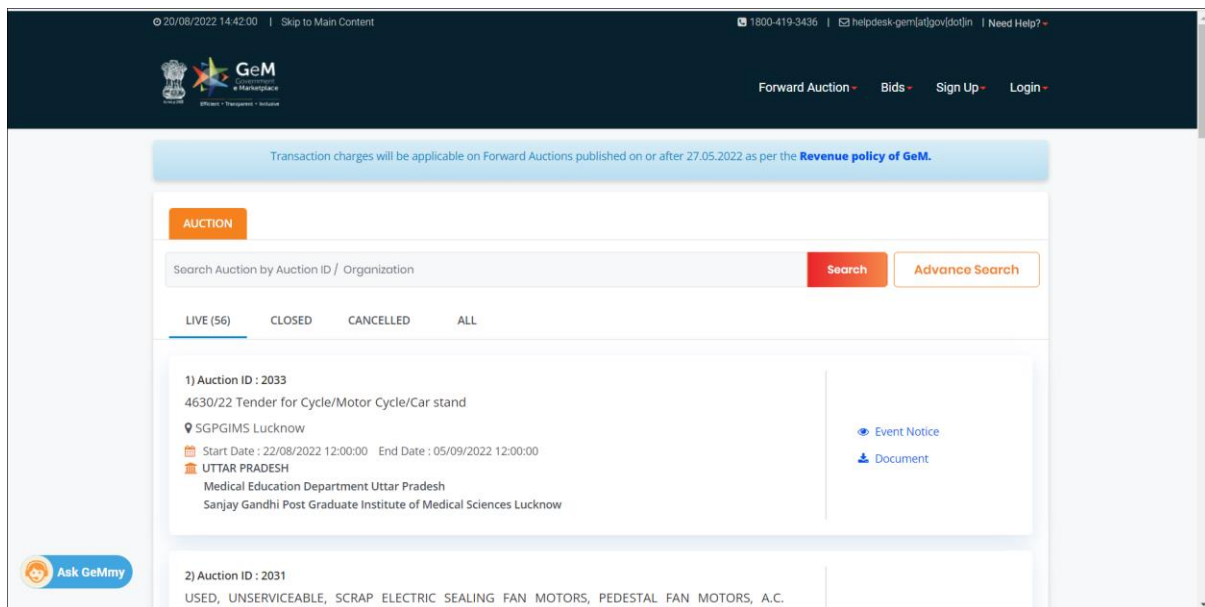 20/08/2022 14:42:00 | Skip to Main Content
1800-419-3436 | helpdesk-gem[at]gov[dot]in | Need Help?
GeM
Government
e Marketplace
Efficient • Transparent • Inclusive
Forward Auction Bids Sign Up Login
Transaction charges will be applicable on Forward Auctions published on or after 27.05.2022 as per the Revenue policy of GeM.
AUCTION
Search Auction by Auction ID / Organization
Search
Advance Search
LIVE (56) CLOSED CANCELLED ALL
1) Auction ID : 2033
4630/22 Tender for Cycle/Motor Cycle/Car stand
SGPGIMS Lucknow
Start Date : 22/08/2022 12:00:00 End Date : 05/09/2022 12:00:00
UTTAR PRADESH
Medical Education Department Uttar Pradesh
Sanjay Gandhi Post Graduate Institute of Medical Sciences Lucknow
Event Notice
Document
Ask GeMmy
2) Auction ID : 2031
USED, UNSERVICEABLE, SCRAP ELECTRIC SEALING FAN MOTORS, PEDESTAL FAN MOTORS, A.C.